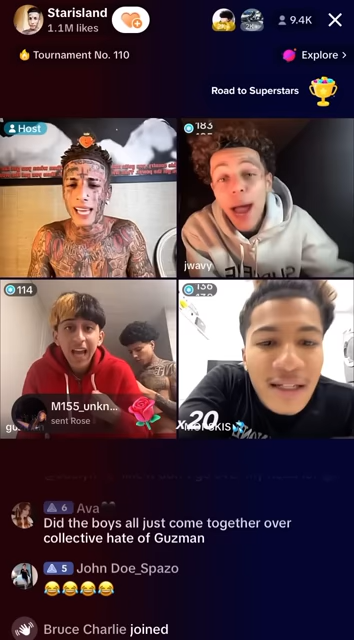 Starisland
1.1M likes
2K+
9.4K
Tournament No. 110
Explore >
Road to Superstars
Host
183
jwavy
114
136
M155_unkn...
sent Rose
gu
x 20
Ava
6
Did the boys all just come together over
collective hate of Guzman
5
John Doe_Spazo
Bruce Charlie joined